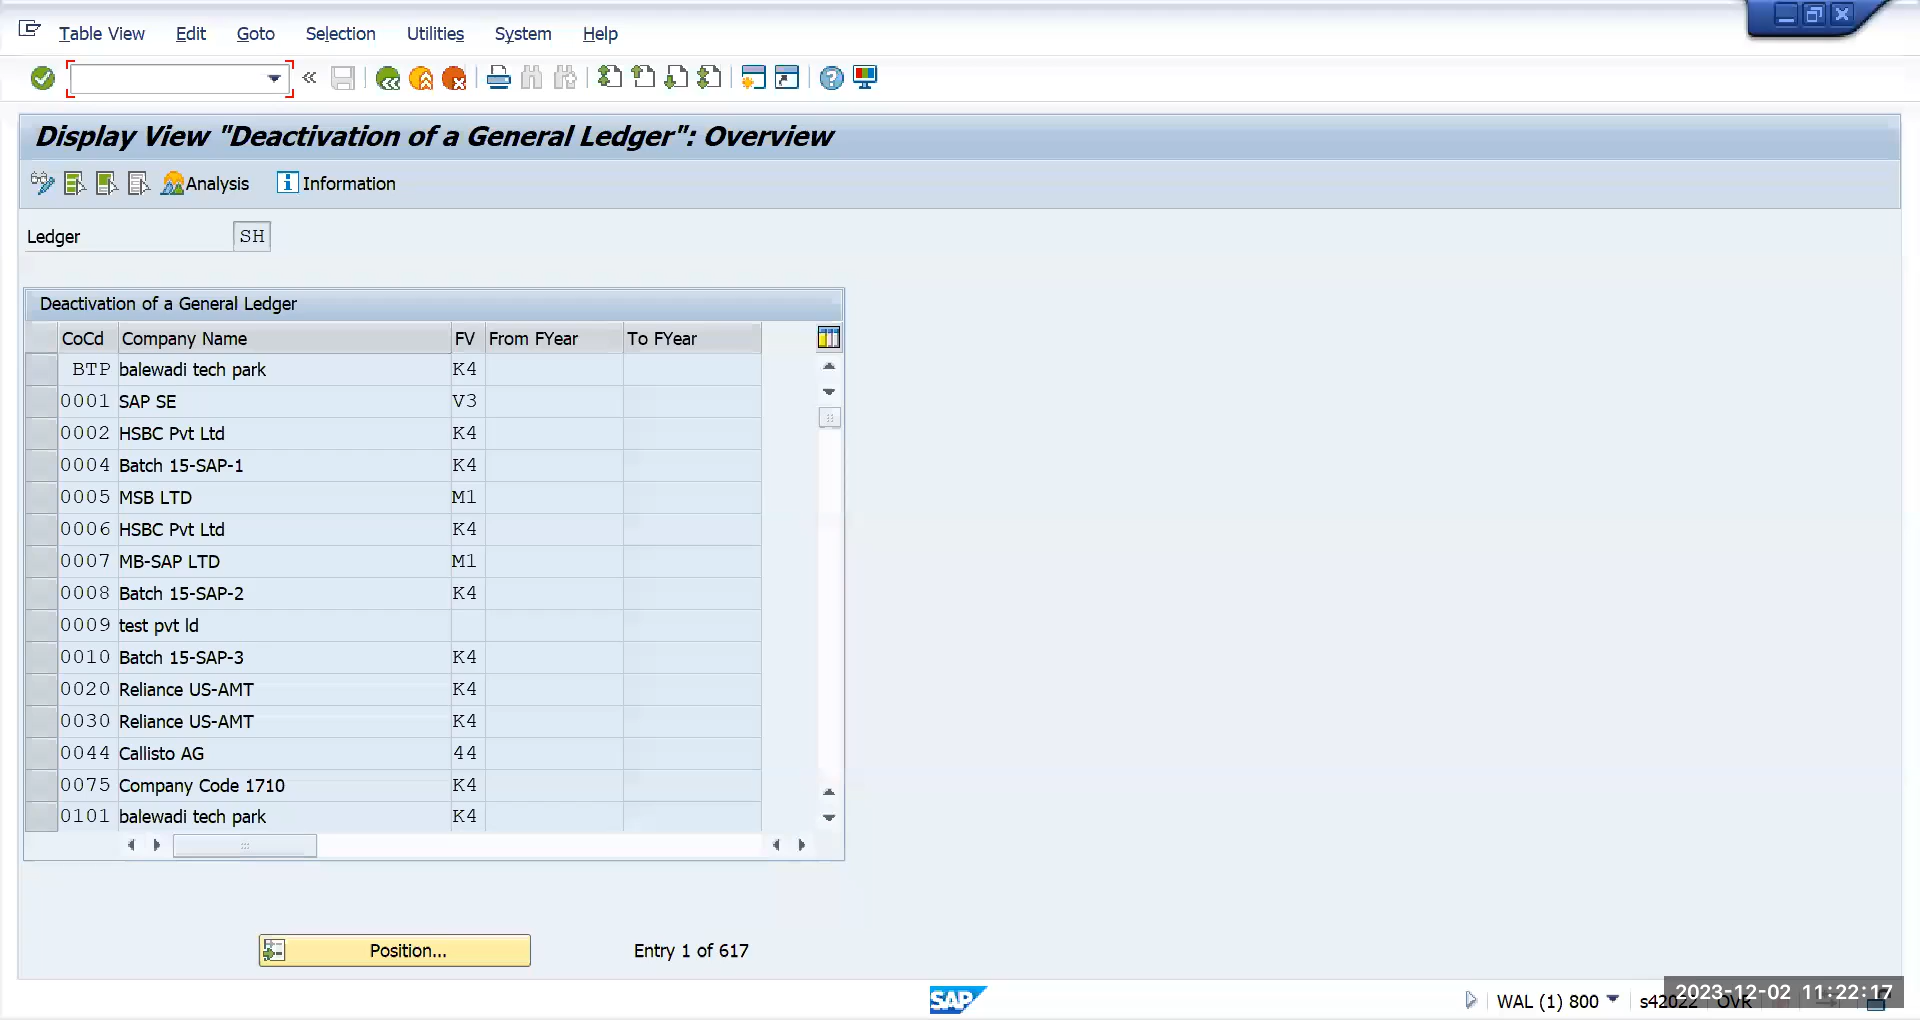 Table View Edit Goto Selection Utilities System Help
Display View "Deactivation of a General Ledger": Overview
Analysis Information
Ledger SH
Deactivation of a General Ledger
CoCd Company Name FV From FYear To FYear
BTP balewadi tech park K4
0001 SAP SE V3
0002 HSBC Pvt Ltd K4
0004 Batch 15-SAP-1 K4
0005 MSB LTD M1
0006 HSBC Pvt Ltd K4
0007 MB-SAP LTD M1
0008 Batch 15-SAP-2 K4
0009 test pvt ld
0010 Batch 15-SAP-3 K4
0020 Reliance US-AMT K4
0030 Reliance US-AMT K4
0044 Callisto AG 44
0075 Company Code 1710 K4
0101 balewadi tech park K4
Position... Entry 1 of 617
SAP WAL (1) 800 s42022 OVR
2023-12-02 11:22:17